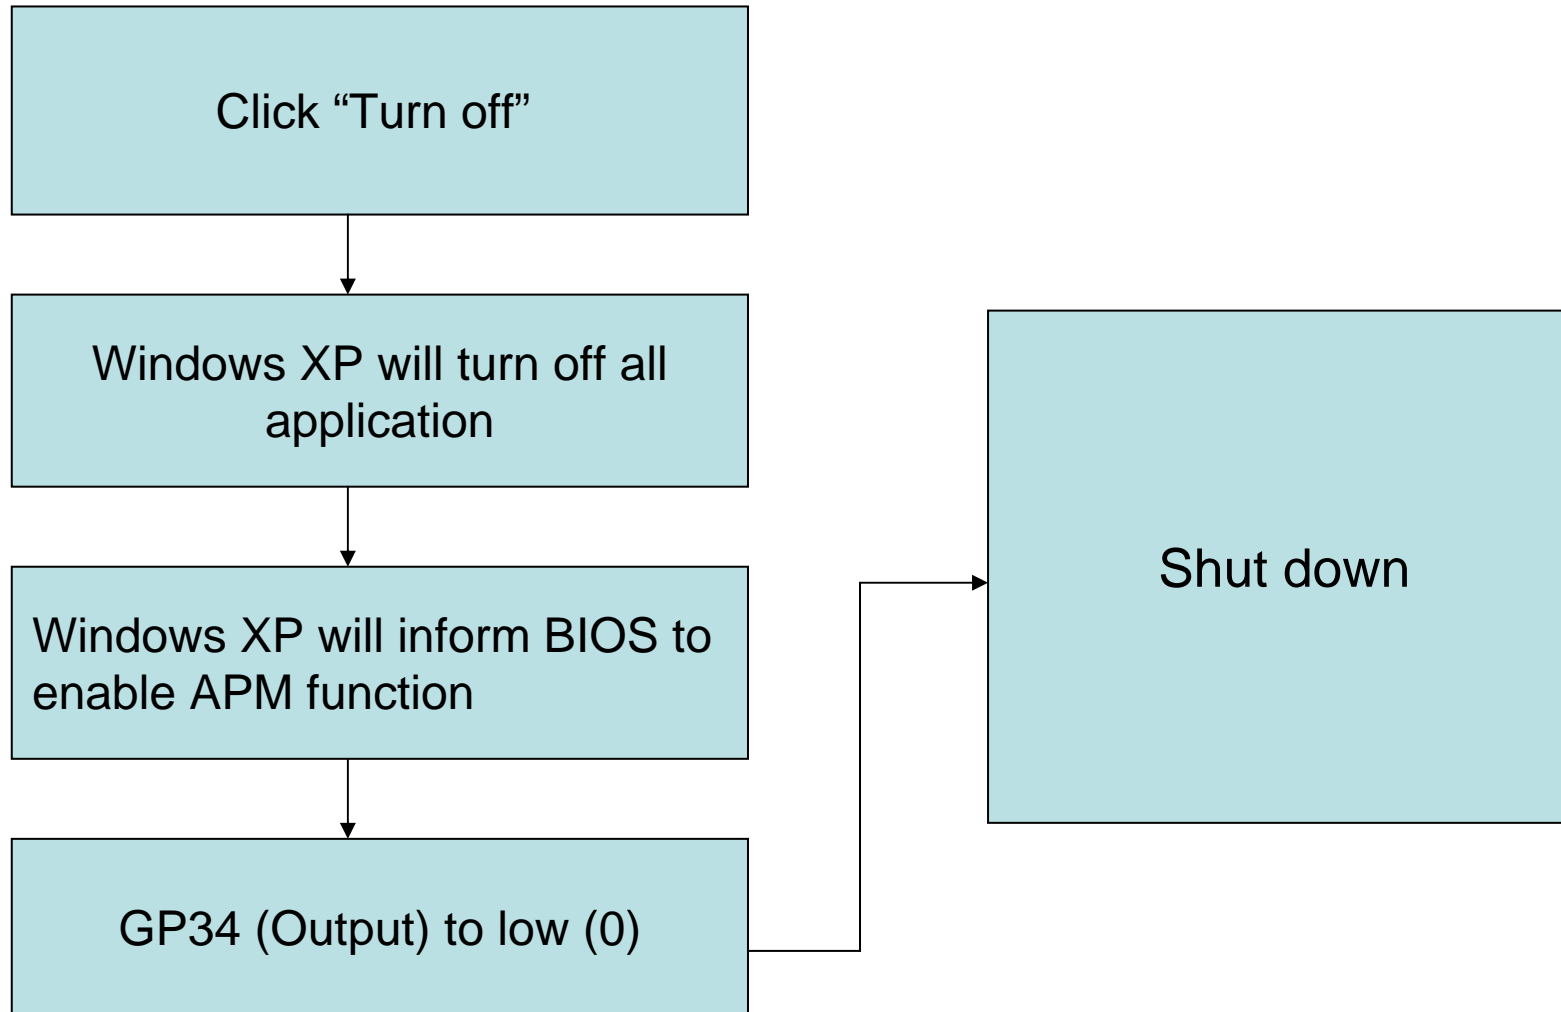 Click “Turn off”
Windows XP will turn off all
application
Windows XP will inform BIOS to
enable APM function
GP34 (Output) to low (0)
Shut down